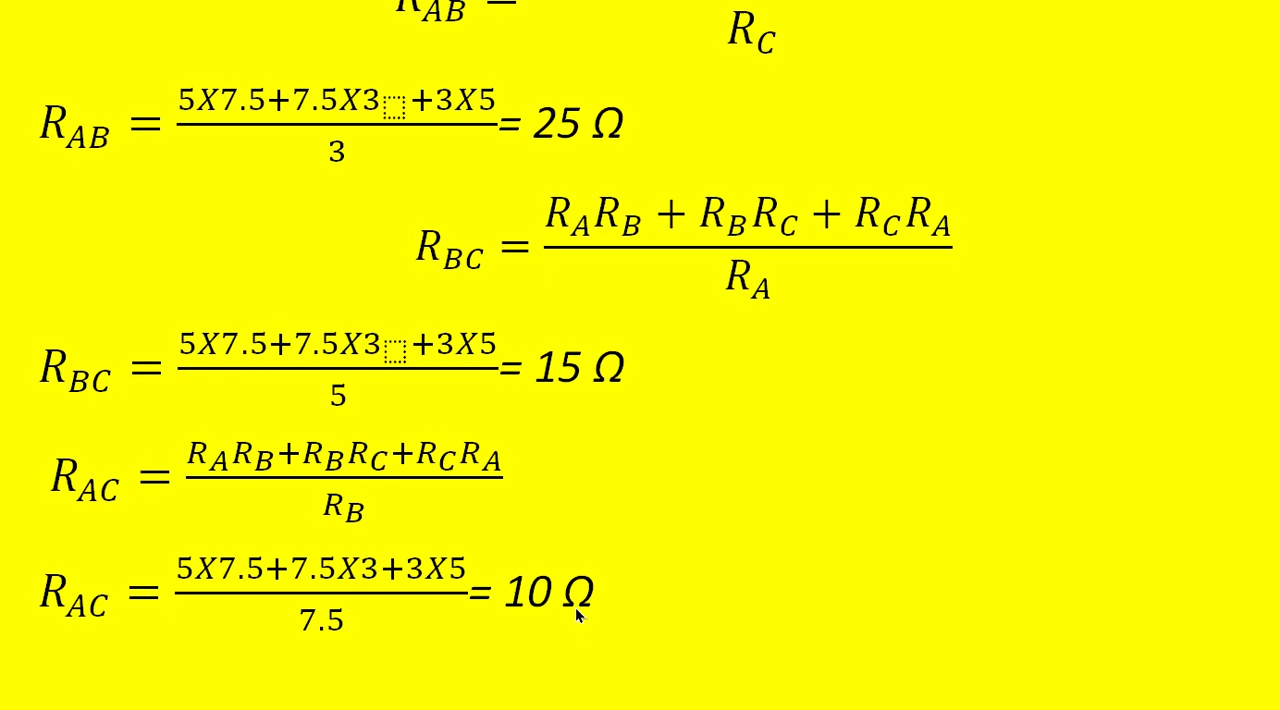 R_AB =
R_C
R_AB = (5X7.5+7.5X3⬚+3X5)/3 = 25 Ω
R_BC = (R_A R_B + R_B R_C + R_C R_A)/R_A
R_BC = (5X7.5+7.5X3⬚+3X5)/5 = 15 Ω
R_AC = (R_A R_B+R_B R_C+R_C R_A)/R_B
R_AC = (5X7.5+7.5X3+3X5)/7.5 = 10 Ω